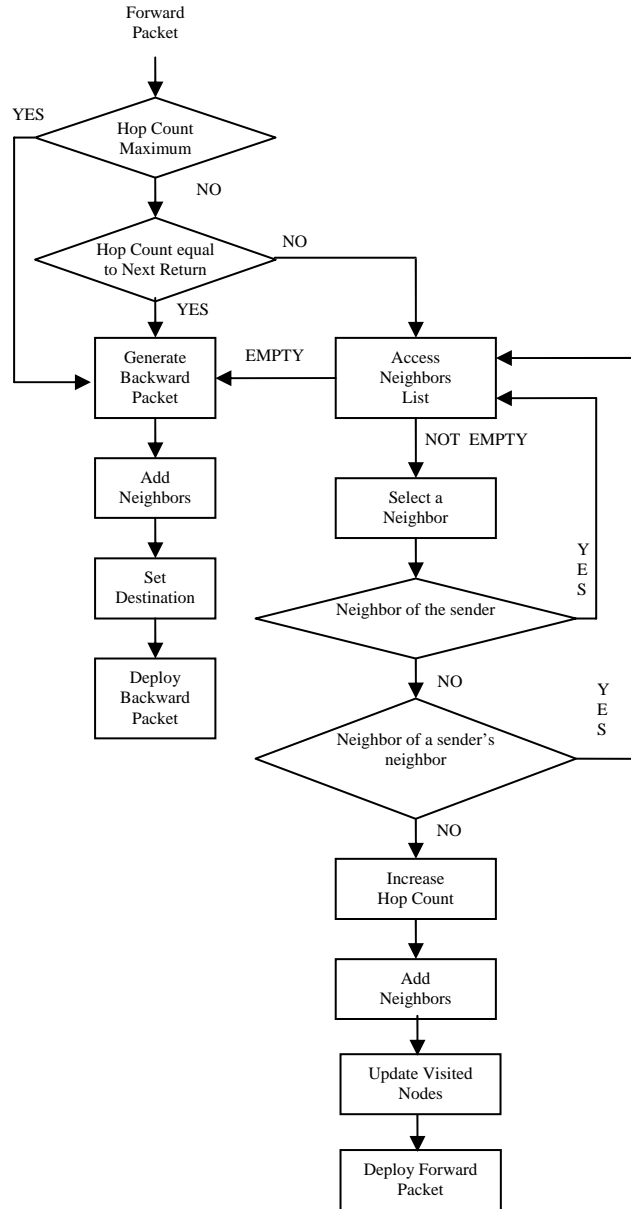 Forward
Packet
YES
Hop Count
Maximum
NO
Hop Count equal
to Next Return
NO
YES
Generate
Backward
Packet
EMPTY
Access
Neighbors
List
NOT EMPTY
Add
Neighbors
Select a
Neighbor
Set
Destination
Neighbor of the sender
Y
E
S
NO
Deploy
Backward
Packet
Neighbor of a sender's
neighbor
Y
E
S
NO
Increase
Hop Count
Add
Neighbors
Update Visited
Nodes
Deploy Forward
Packet